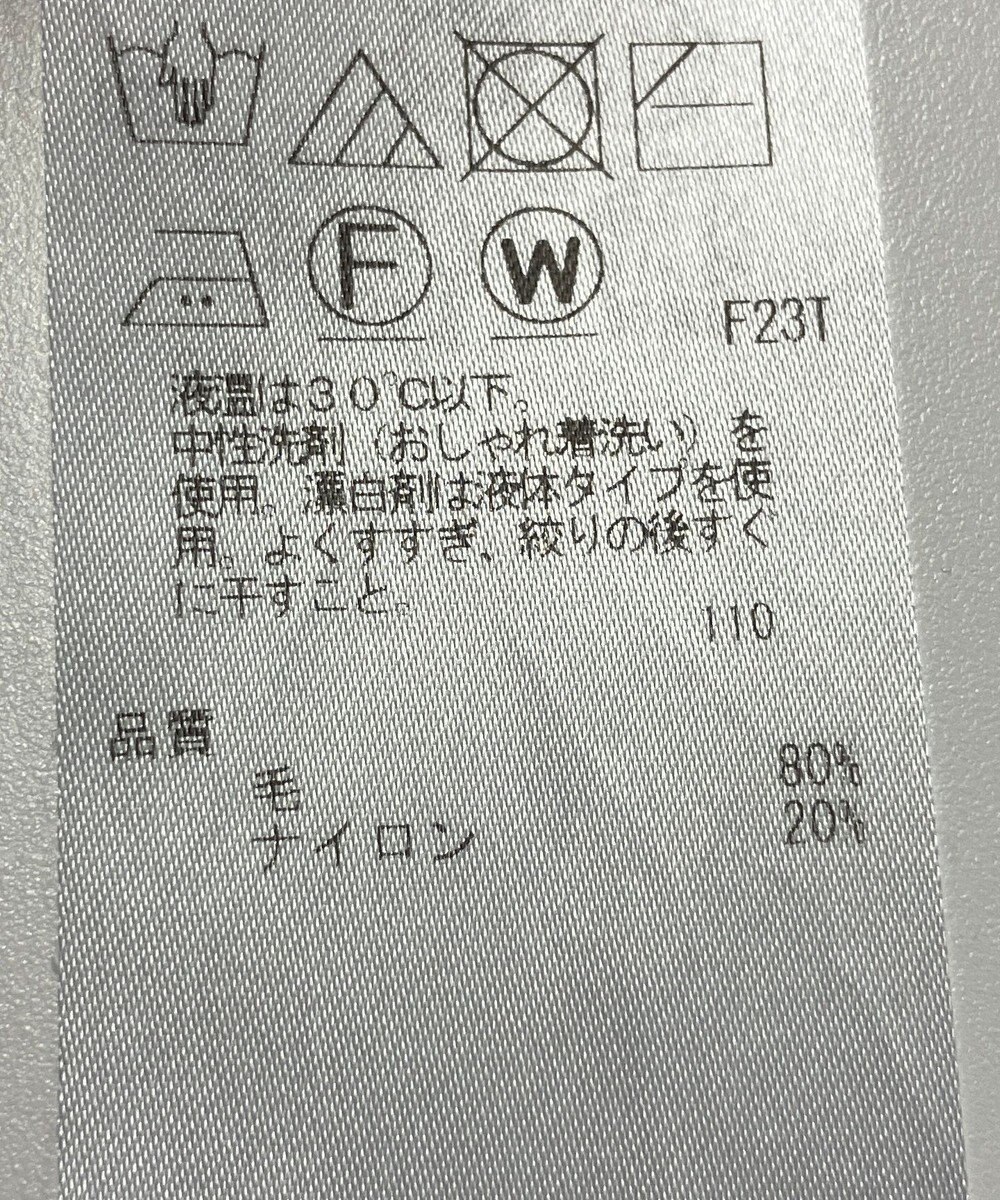 F
W
F23T
液温は30℃以下。
中性洗剤（おしゃれ着洗い）を
使用。漂白剤は液体タイプを使
用。よくすすぎ、絞りの後すぐ
に干すこと。
110
品質
毛 80%
ナイロン 20%